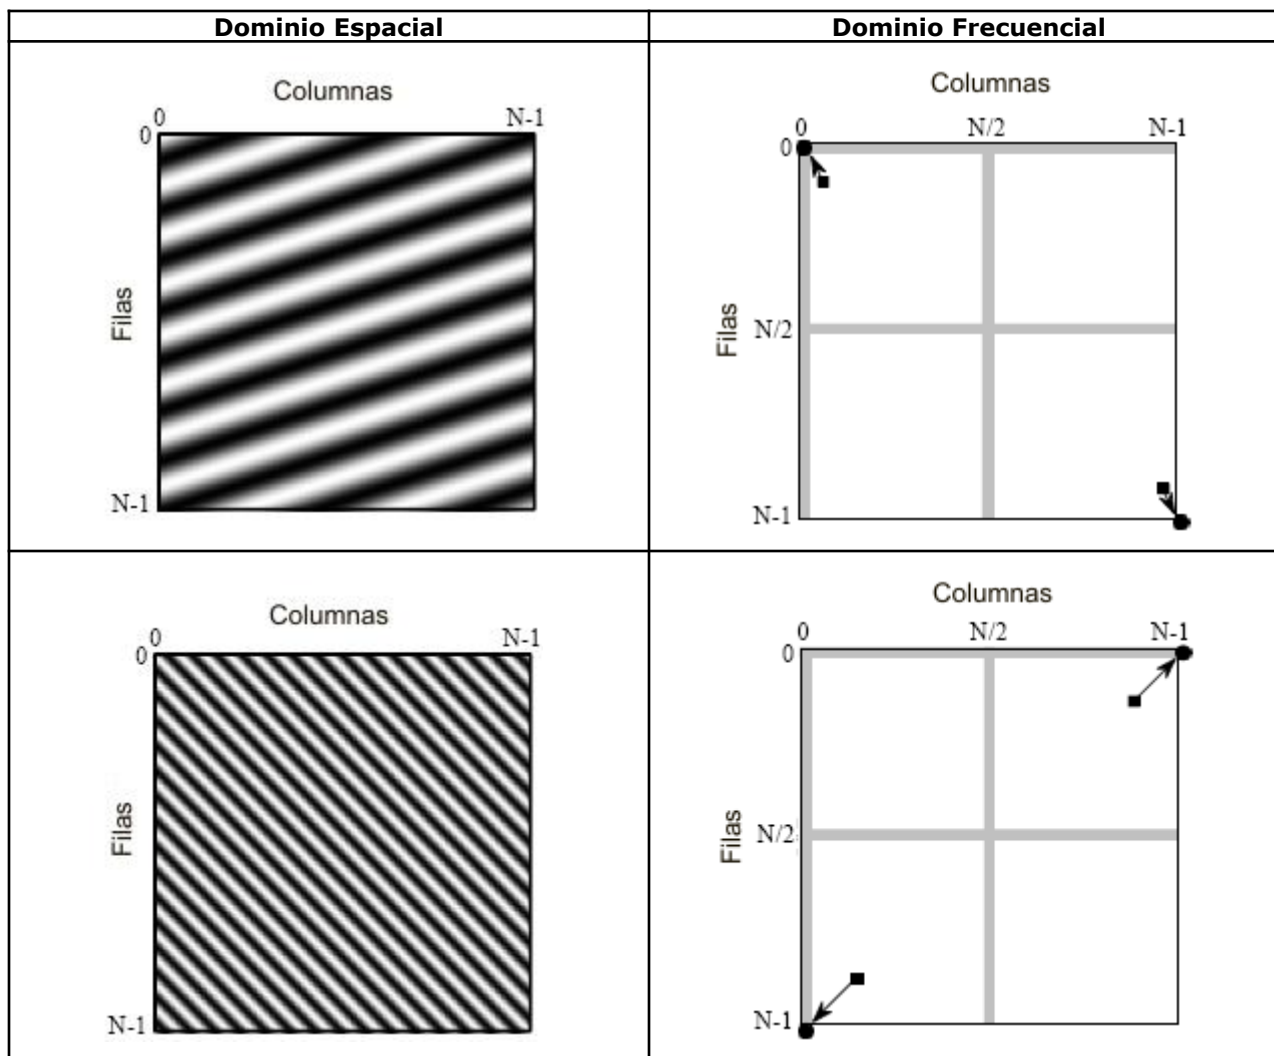 Dominio Espacial
Dominio Frecuencial
Columnas
0
N-1
0
Filas
N-1
Columnas
0
N/2
N-1
0
Filas
N/2
N-1
Columnas
0
N-1
0
Filas
N-1
Columnas
0
N/2
N-1
0
Filas
N/2
N-1